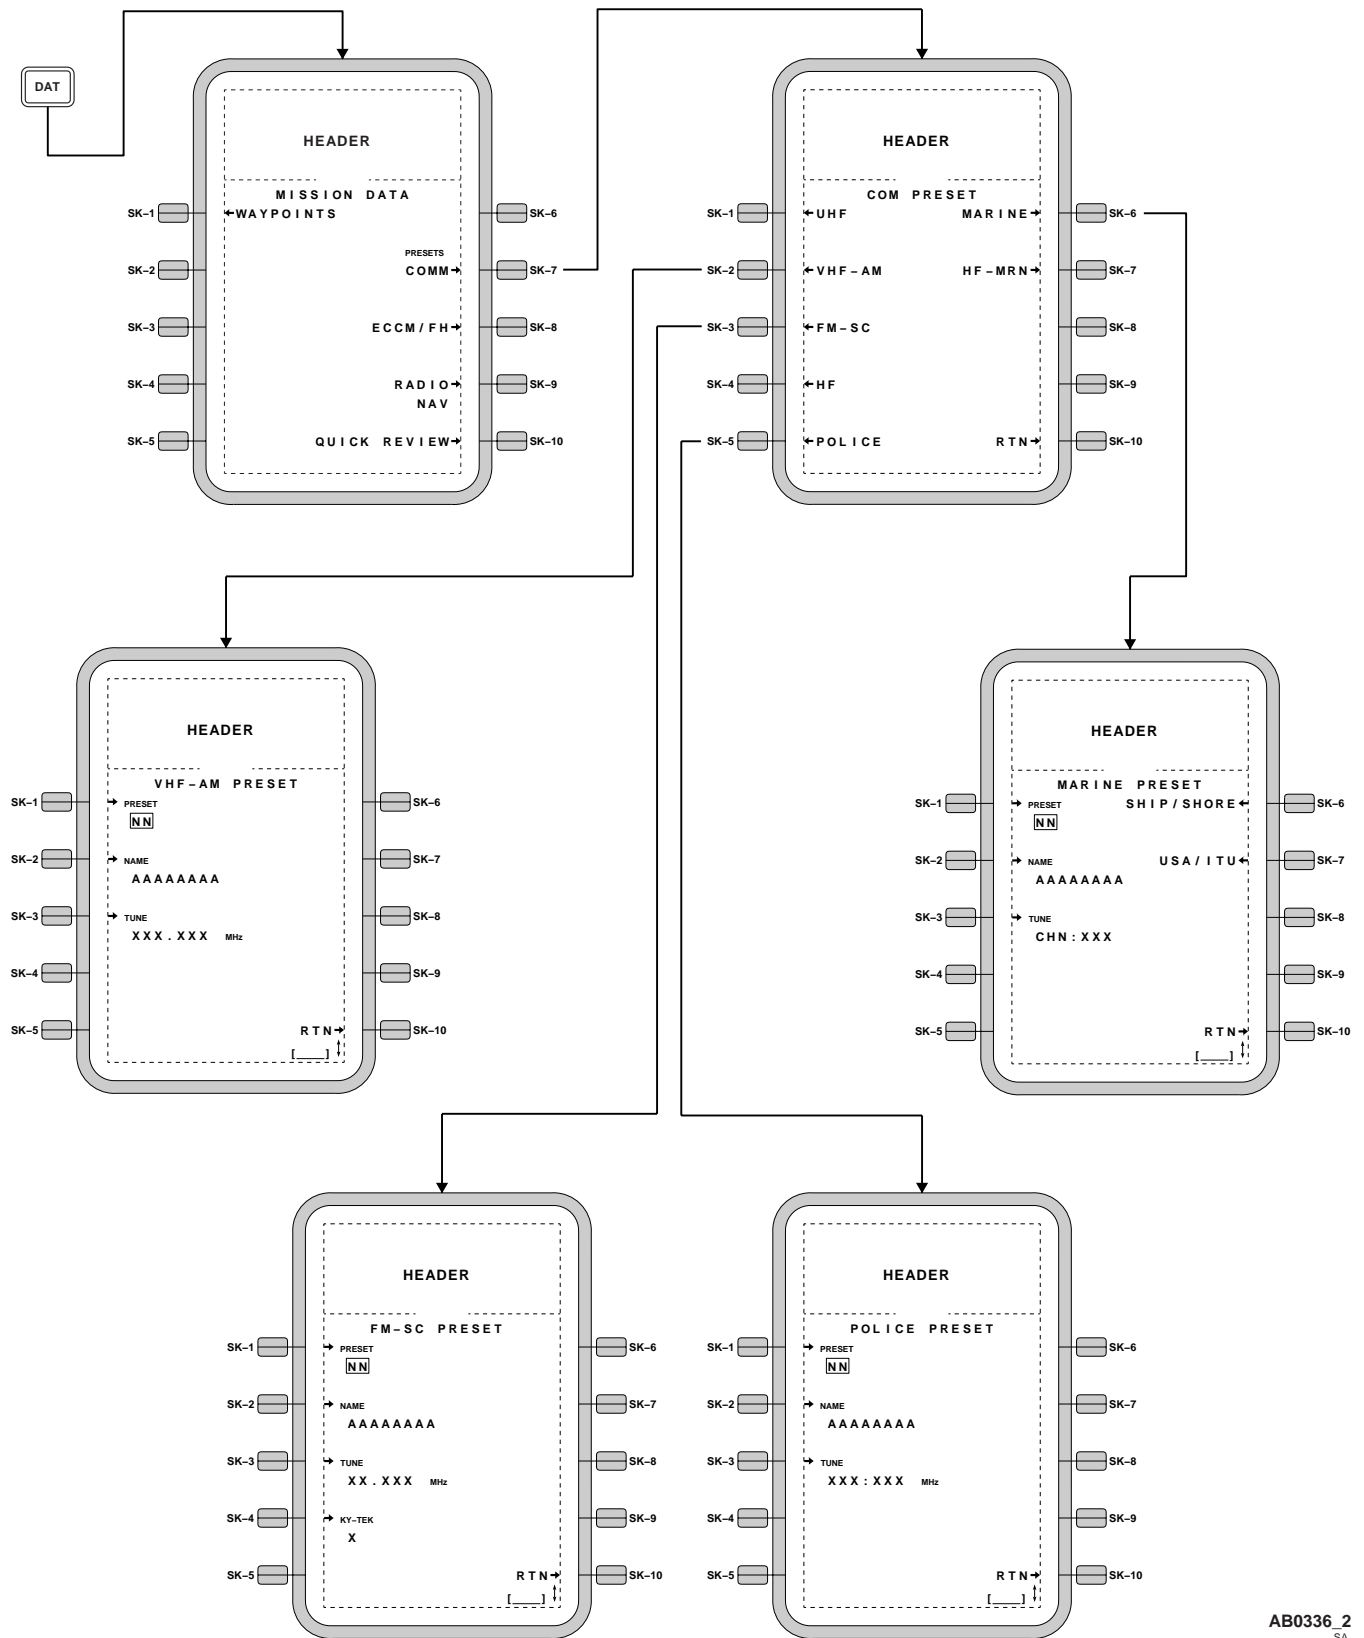 DAT
HEADER
MISSION DATA
SK–1 ←WAYPOINTS SK–6
PRESETS
SK–2 COMM→ SK–7
SK–3 ECCM/FH→ SK–8
SK–4 RADIO→ SK–9
NAV
SK–5 QUICK REVIEW→ SK–10
HEADER
COM PRESET
SK–1 ←UHF MARINE→ SK–6
SK–2 ←VHF–AM HF–MRN→ SK–7
SK–3 ←FM–SC SK–8
SK–4 ←HF SK–9
SK–5 ←POLICE RTN→ SK–10
HEADER
VHF–AM PRESET
SK–1 → PRESET SK–6
NN
SK–2 → NAME SK–7
AAAAAAAA
SK–3 → TUNE SK–8
XXX.XXX MHz
SK–4 SK–9
SK–5 RTN→ SK–10
[____]↕
HEADER
MARINE PRESET
SK–1 → PRESET SHIP/SHORE← SK–6
NN
SK–2 → NAME USA/ITU← SK–7
AAAAAAAA
SK–3 → TUNE SK–8
CHN:XXX
SK–4 SK–9
SK–5 RTN→ SK–10
[____]↕
HEADER
FM–SC PRESET
SK–1 → PRESET SK–6
NN
SK–2 → NAME SK–7
AAAAAAAA
SK–3 → TUNE SK–8
XX.XXX MHz
SK–4 → KY–TEK SK–9
X
SK–5 RTN→ SK–10
[____]↕
HEADER
POLICE PRESET
SK–1 → PRESET SK–6
NN
SK–2 → NAME SK–7
AAAAAAAA
SK–3 → TUNE SK–8
XXX:XXX MHz
SK–4 SK–9
SK–5 RTN→ SK–10
[____]↕
AB0336_2
SA